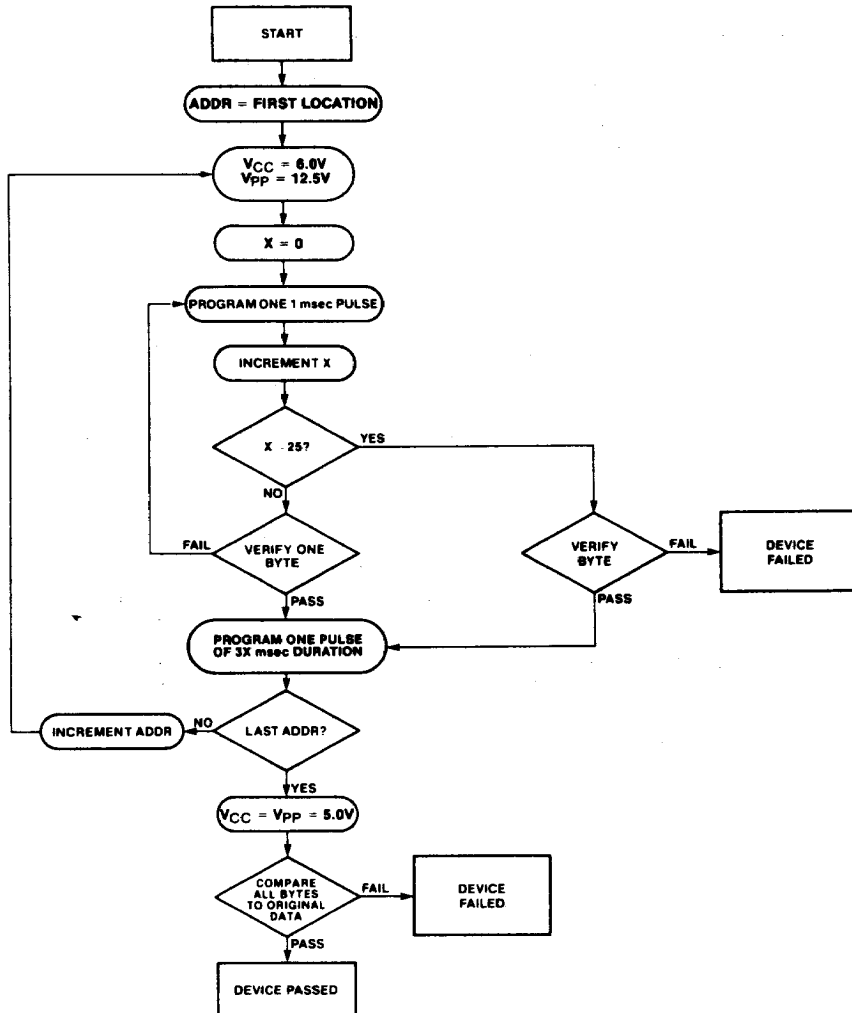 START
ADDR = FIRST LOCATION
VCC = 6.0V
VPP = 12.5V
X = 0
PROGRAM ONE 1 msec PULSE
INCREMENT X
X 25?
YES
NO
VERIFY ONE
BYTE
FAIL
PASS
VERIFY
BYTE
FAIL
PASS
DEVICE
FAILED
PROGRAM ONE PULSE
OF 3X msec DURATION
LAST ADDR?
NO
INCREMENT ADDR
YES
VCC = VPP = 5.0V
COMPARE
ALL BYTES
TO ORIGINAL
DATA
FAIL
DEVICE
FAILED
PASS
DEVICE PASSED